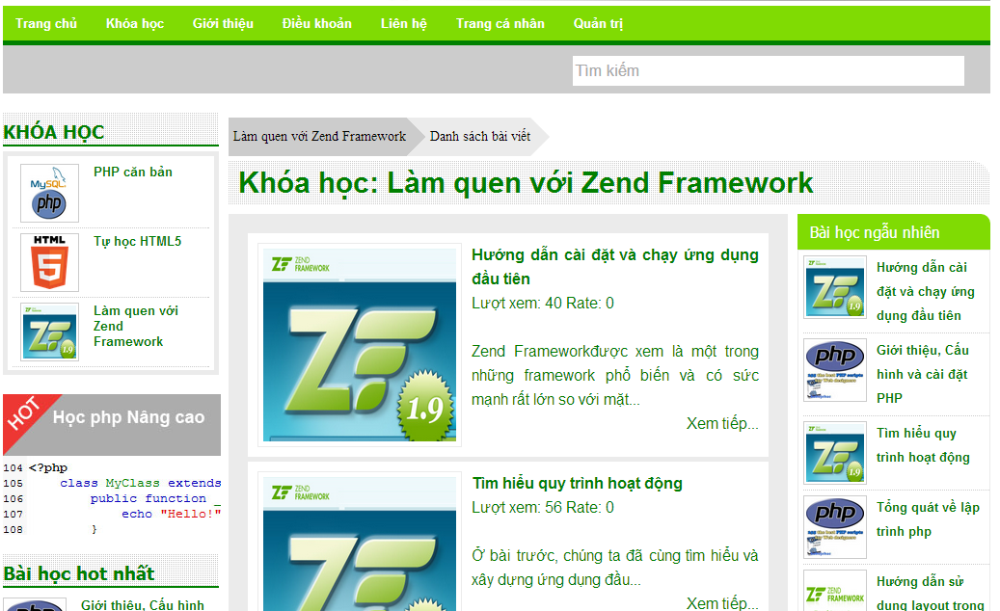 Trang chủ Khóa học Giới thiệu Điều khoản Liên hệ Trang cá nhân Quản trị
Tìm kiếm
KHÓA HỌC
MySQL
php
PHP căn bản
HTML
5
Tự học HTML5
1.9
Làm quen với
Zend
Framework
HOT
Học php Nâng cao
104 <?php
105 class MyClass extends
106 public function _
107 echo "Hello!"
108 }
Bài học hot nhất
php
Giới thiệu, Cấu hình
Làm quen với Zend Framework Danh sách bài viết
Khóa học: Làm quen với Zend Framework
ZEND
FRAMEWORK
1.9
Hướng dẫn cài đặt và chạy ứng dụng
đầu tiên
Lượt xem: 40 Rate: 0
Zend Frameworkđược xem là một trong
những framework phổ biến và có sức
mạnh rất lớn so với mặt...
Xem tiếp...
ZEND
FRAMEWORK
Tìm hiểu quy trình hoạt động
Lượt xem: 56 Rate: 0
Ở bài trước, chúng ta đã cùng tìm hiểu và
xây dựng ứng dụng đầu...
Xem tiếp...
Bài học ngẫu nhiên
1.9
Hướng dẫn cài
đặt và chạy ứng
dụng đầu tiên
php
Giới thiệu, Cấu
hình và cài đặt
PHP
1.9
Tìm hiểu quy
trình hoạt động
php
Tổng quát về lập
trình php
ZEND
FRAMEWORK
Hướng dẫn sử
dụng layout trong